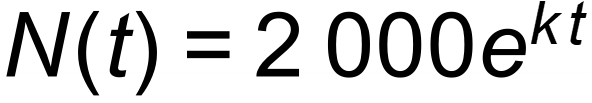 N(t) = 2 000e^{kt}